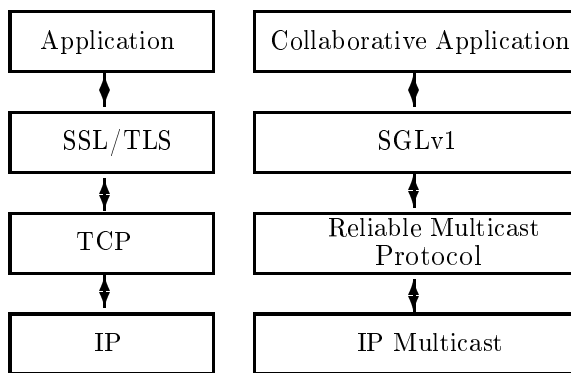 Application
Collaborative Application
SSL/TLS
SGLv1
TCP
Reliable Multicast
Protocol
IP
IP Multicast